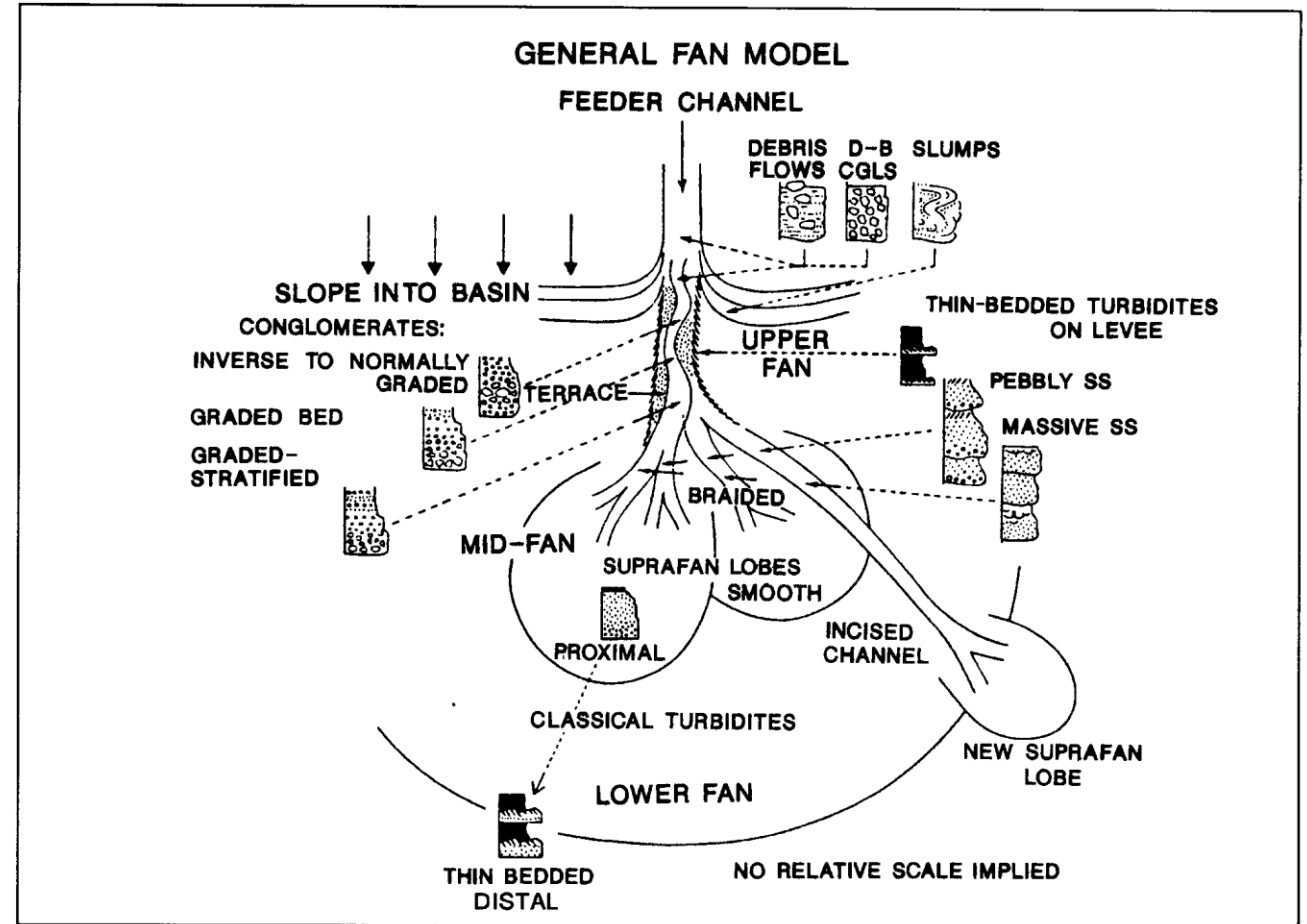 GENERAL FAN MODEL
FEEDER CHANNEL
DEBRIS
FLOWS
D-B
CGLS
SLUMPS
SLOPE INTO BASIN
CONGLOMERATES:
INVERSE TO NORMALLY
GRADED
GRADED BED
GRADED-
STRATIFIED
TERRACE
UPPER
FAN
THIN-BEDDED TURBIDITES
ON LEVEE
PEBBLY SS
MASSIVE SS
BRAIDED
MID-FAN
SUPRAFAN LOBES
SMOOTH
PROXIMAL
INCISED
CHANNEL
CLASSICAL TURBIDITES
NEW SUPRAFAN
LOBE
LOWER FAN
THIN BEDDED
DISTAL
NO RELATIVE SCALE IMPLIED